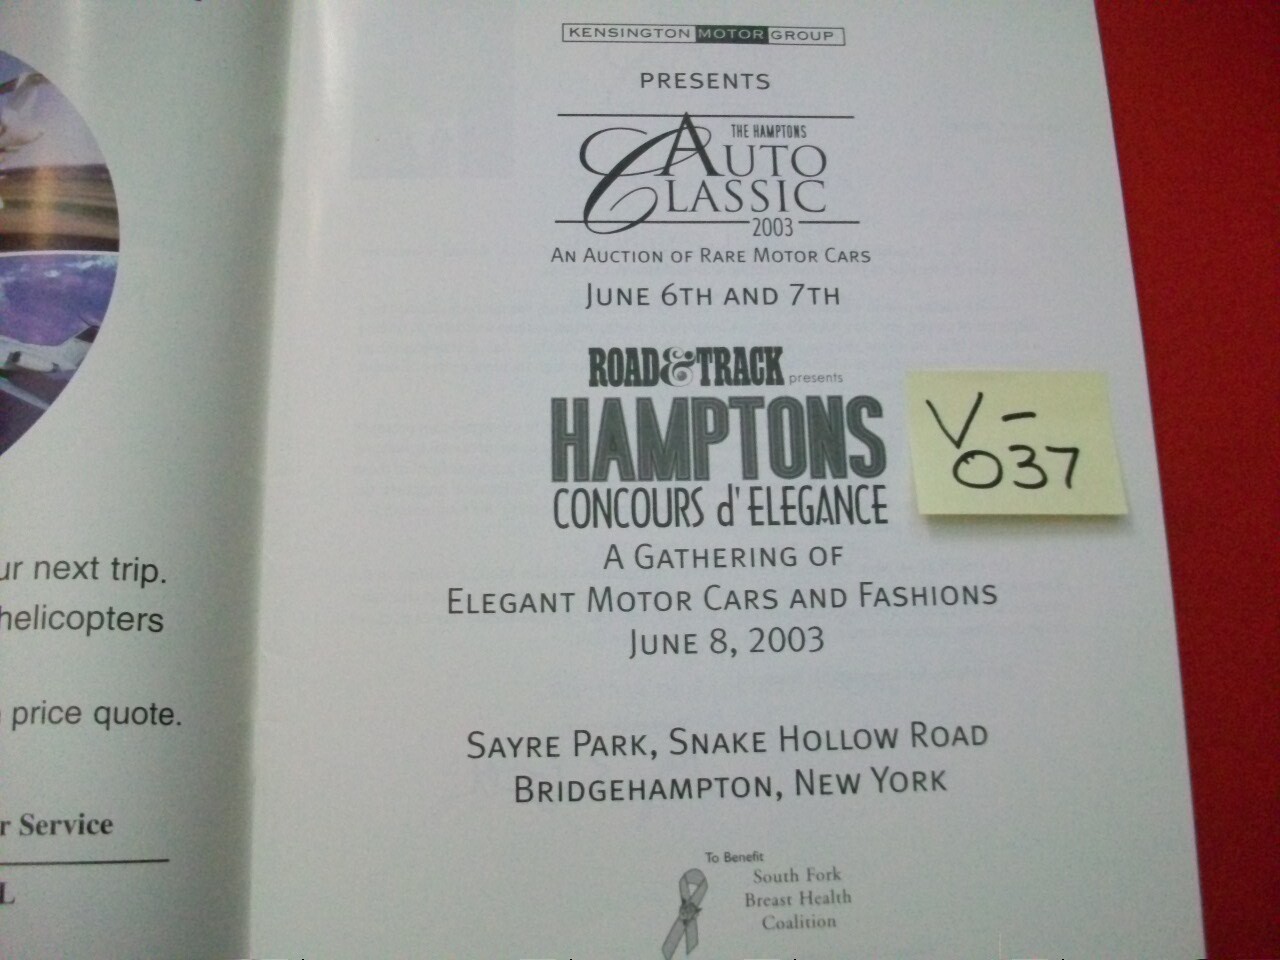 ur next trip.
helicopters
price quote.
r Service
L
KENSINGTON MOTOR GROUP
PRESENTS
THE HAMPTONS
AUTO
CLASSIC
2003
AN AUCTION OF RARE MOTOR CARS
JUNE 6TH AND 7TH
ROAD & TRACK presents
HAMPTONS
CONCOURS d'ELEGANCE
A GATHERING OF
ELEGANT MOTOR CARS AND FASHIONS
JUNE 8, 2003
SAYRE PARK, SNAKE HOLLOW ROAD
BRIDGEHAMPTON, NEW YORK
To Benefit
South Fork
Breast Health
Coalition
V-
037